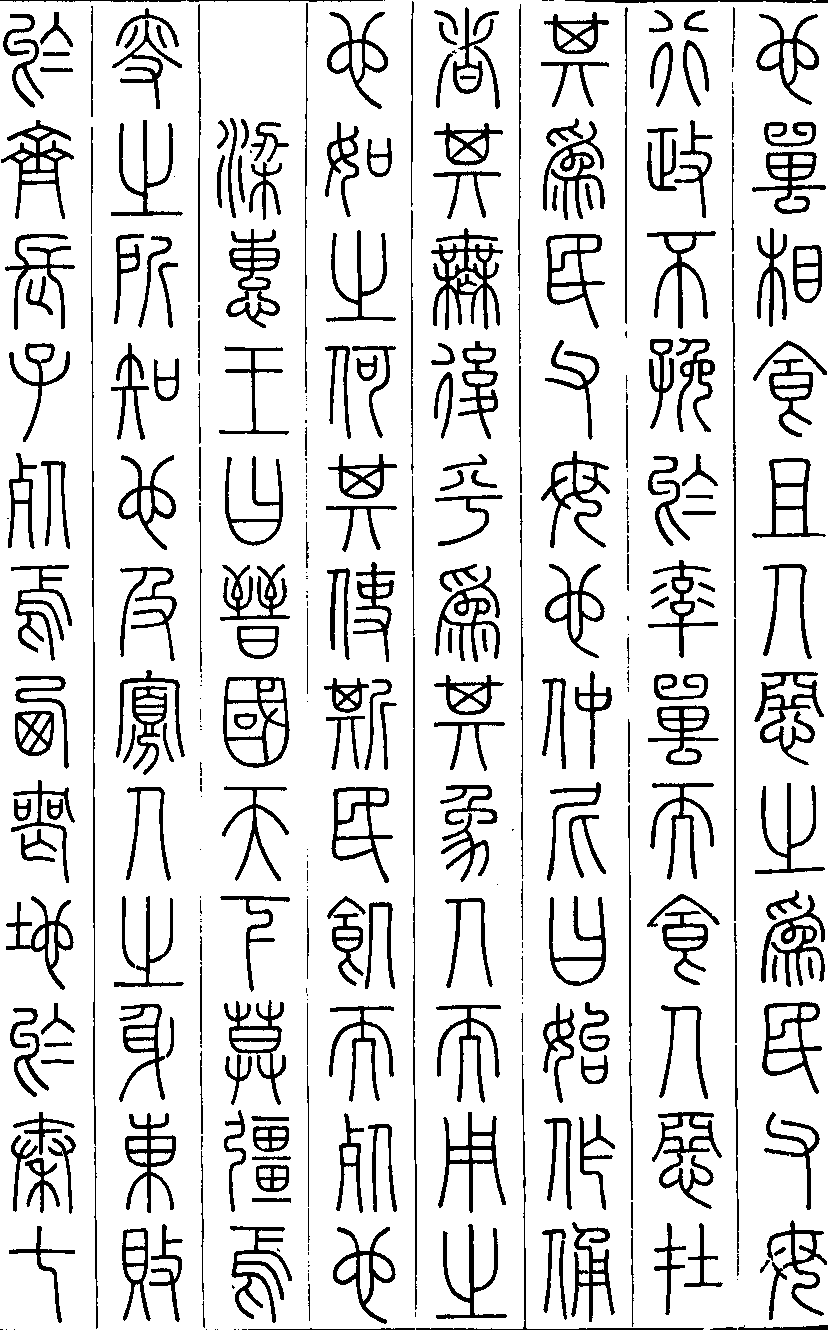 也嘼相食且人惡之為民父母
行政不免於率嘼而食人惡在
其為民父母也仲尼曰始作俑
者其無後乎為其象人而用之
也如之何其使斯民飢而死也
梁惠王曰晉國天下莫彊焉
叟之所知也及寡人之身東敗
於齊長子死焉西喪地於秦七